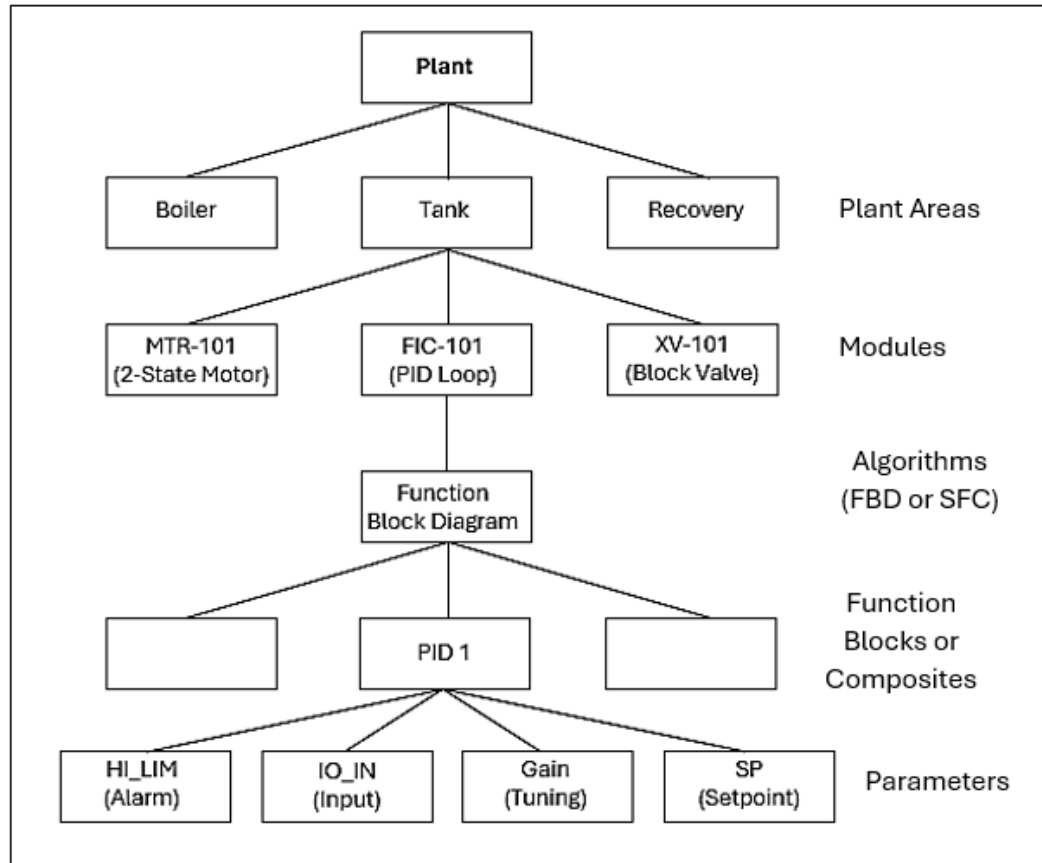 Plant
Boiler
Tank
Recovery
Plant Areas
MTR-101
(2-State Motor)
FIC-101
(PID Loop)
XV-101
(Block Valve)
Modules
Function
Block Diagram
Algorithms
(FBD or SFC)
PID 1
Function
Blocks or
Composites
HI_LIM
(Alarm)
IO_IN
(Input)
Gain
(Tuning)
SP
(Setpoint)
Parameters